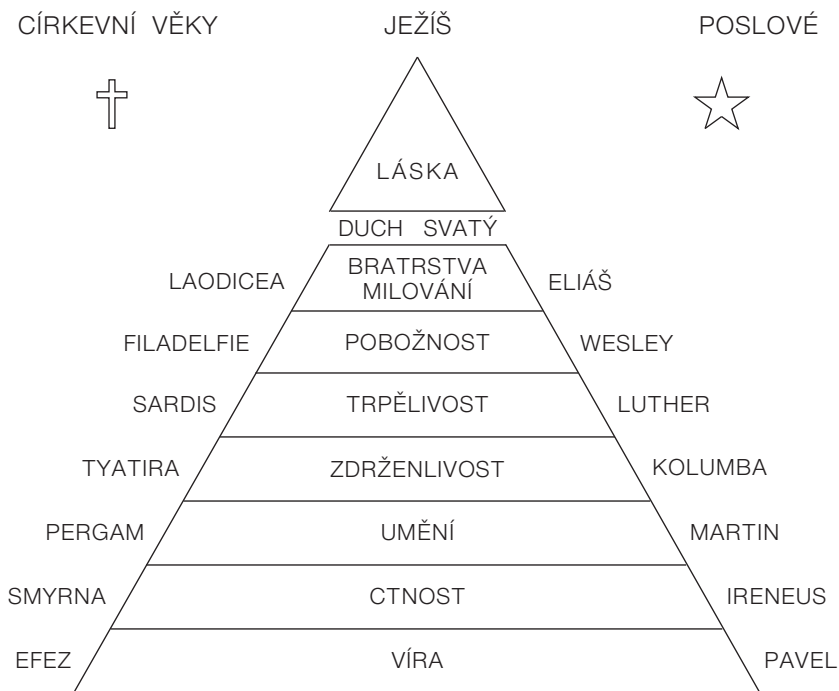 CÍRKEVNÍ VĚKY JEŽÍŠ POSLOVÉ
LÁSKA
DUCH SVATÝ
LAODICEA BRATRSTVA MILOVÁNÍ ELIÁŠ
FILADELFIE POBOŽNOST WESLEY
SARDIS TRPĚLIVOST LUTHER
TYATIRA ZDRŽENLIVOST KOLUMBA
PERGAM UMĚNÍ MARTIN
SMYRNA CTNOST IRENEUS
EFEZ VÍRA PAVEL